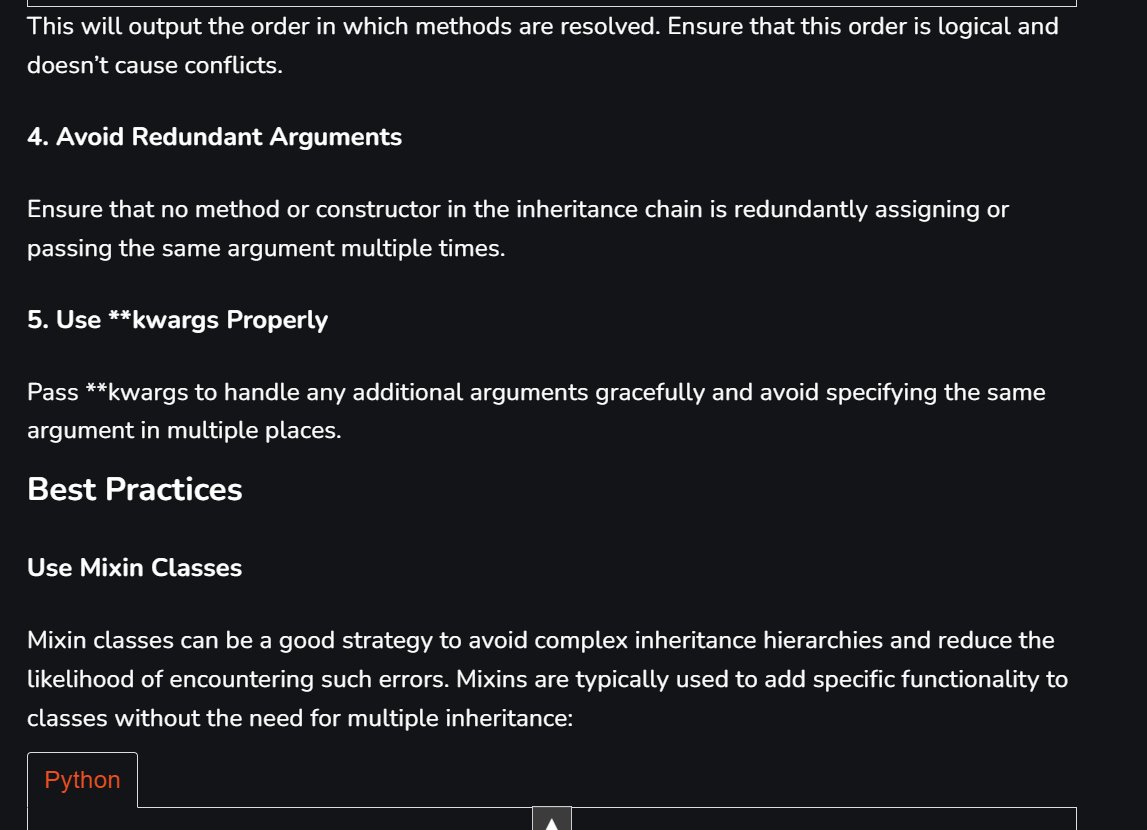 This will output the order in which methods are resolved. Ensure that this order is logical and
doesn’t cause conflicts.
4. Avoid Redundant Arguments
Ensure that no method or constructor in the inheritance chain is redundantly assigning or
passing the same argument multiple times.
5. Use **kwargs Properly
Pass **kwargs to handle any additional arguments gracefully and avoid specifying the same
argument in multiple places.
Best Practices
Use Mixin Classes
Mixin classes can be a good strategy to avoid complex inheritance hierarchies and reduce the
likelihood of encountering such errors. Mixins are typically used to add specific functionality to
classes without the need for multiple inheritance:
Python